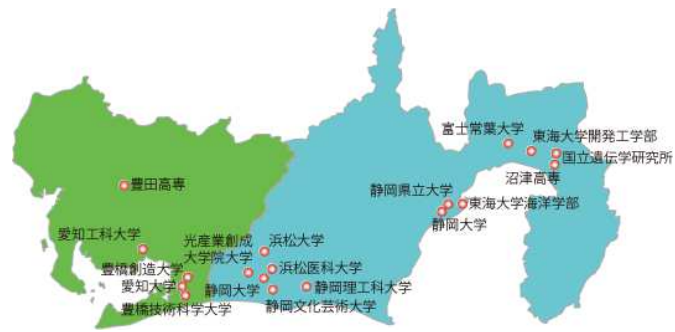 富士常葉大学
東海大学開発工学部
国立遺伝学研究所
沼津高専
豊田高専
静岡県立大学
東海大学海洋学部
静岡大学
愛知工科大学
光産業創成
大学院大学
浜松大学
豊橋創造大学
浜松医科大学
愛知大学
静岡大学
静岡理工科大学
豊橋技術科学大学
静岡文化芸術大学